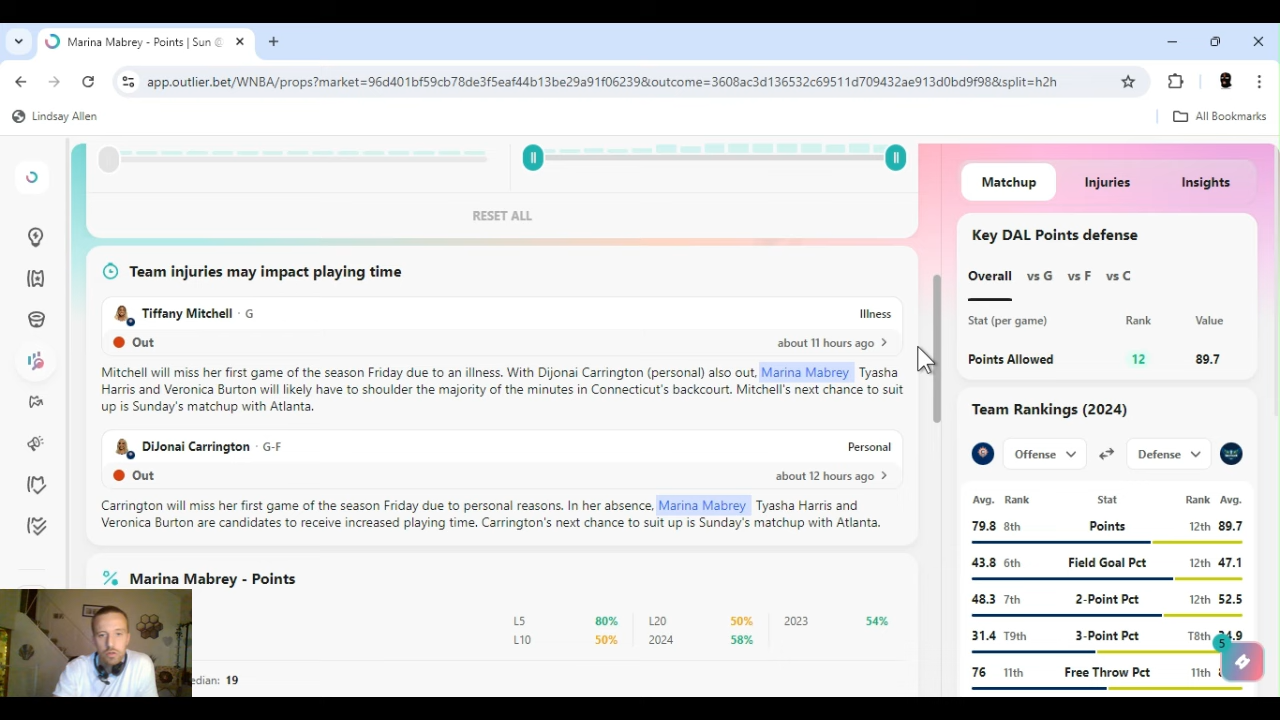 Marina Mabrey - Points | Sun @
app.outlier.bet/WNBA/props?market=96d401bf59cb78de3f5eaf44b13be29a91f06239&outcome=3608ac3d136532c69511d709432ae913d0bd9f98&split=h2h
Lindsay Allen
All Bookmarks
RESET ALL
Team injuries may impact playing time
Tiffany Mitchell · G
Illness
Out
about 11 hours ago
Mitchell will miss her first game of the season Friday due to an illness. With Dijonai Carrington (personal) also out, Marina Mabrey Tyasha
Harris and Veronica Burton will likely have to shoulder the majority of the minutes in Connecticut's backcourt. Mitchell's next chance to suit
up is Sunday's matchup with Atlanta.
DiJonai Carrington · G-F
Personal
Out
about 12 hours ago
Carrington will miss her first game of the season Friday due to personal reasons. In her absence, Marina Mabrey Tyasha Harris and
Veronica Burton are candidates to receive increased playing time. Carrington's next chance to suit up is Sunday's matchup with Atlanta.
Marina Mabrey - Points
L5 80% L20 50% 2023 54%
L10 50% 2024 58%
edian: 19
Matchup Injuries Insights
Key DAL Points defense
Overall vs G vs F vs C
Stat (per game) Rank Value
Points Allowed 12 89.7
Team Rankings (2024)
Offense Defense
Avg. Rank Stat Rank Avg.
79.8 8th Points 12th 89.7
43.8 6th Field Goal Pct 12th 47.1
48.3 7th 2-Point Pct 12th 52.5
31.4 T9th 3-Point Pct T8th 4.9
5
76 11th Free Throw Pct 11th